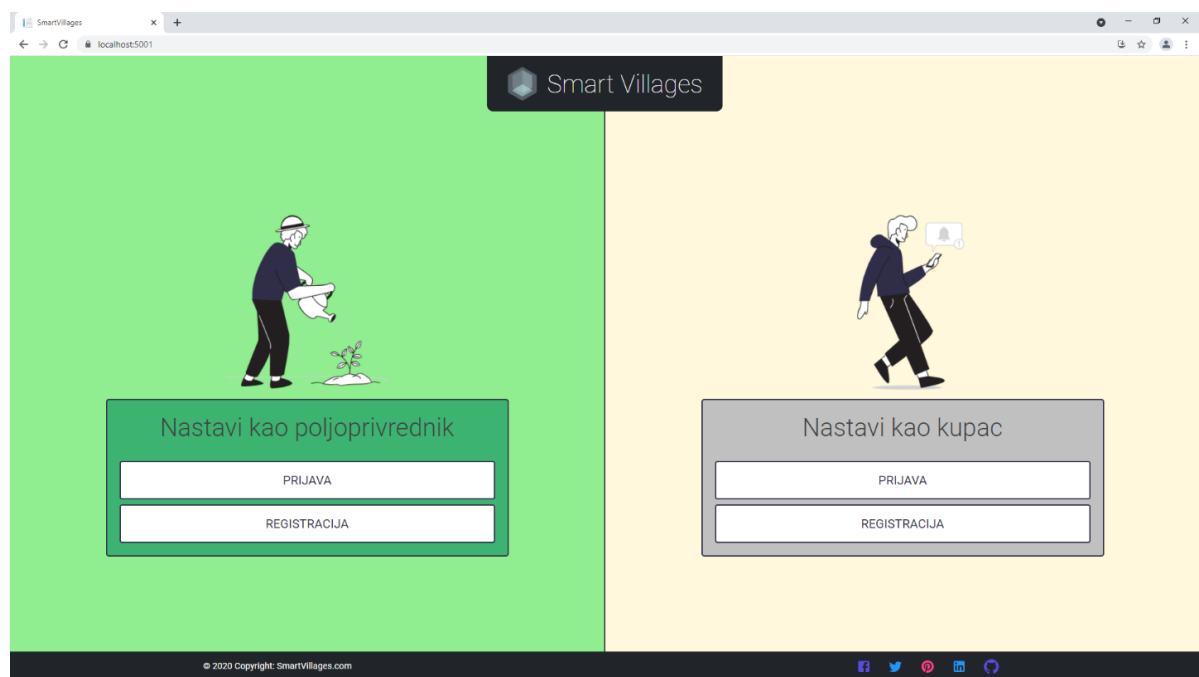 SmartVillages
localhost:5001
Smart Villages
Nastavi kao poljoprivrednik
PRIJAVA
REGISTRACIJA
Nastavi kao kupac
PRIJAVA
REGISTRACIJA
© 2020 Copyright: SmartVillages.com